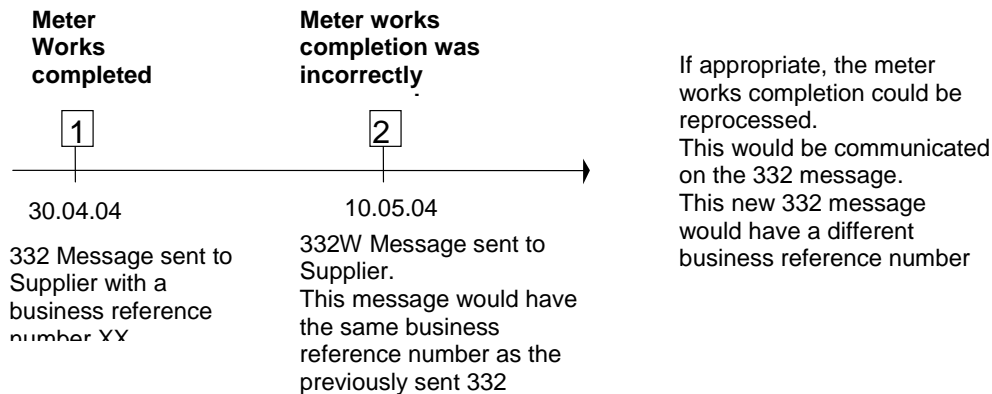 Meter
Works
completed
Meter works
completion was
incorrectly
1
2
30.04.04
10.05.04
332 Message sent to
Supplier with a
business reference
number XX
332W Message sent to
Supplier.
This message would have
the same business
reference number as the
previously sent 332
If appropriate, the meter
works completion could be
reprocessed.
This would be communicated
on the 332 message.
This new 332 message
would have a different
business reference number